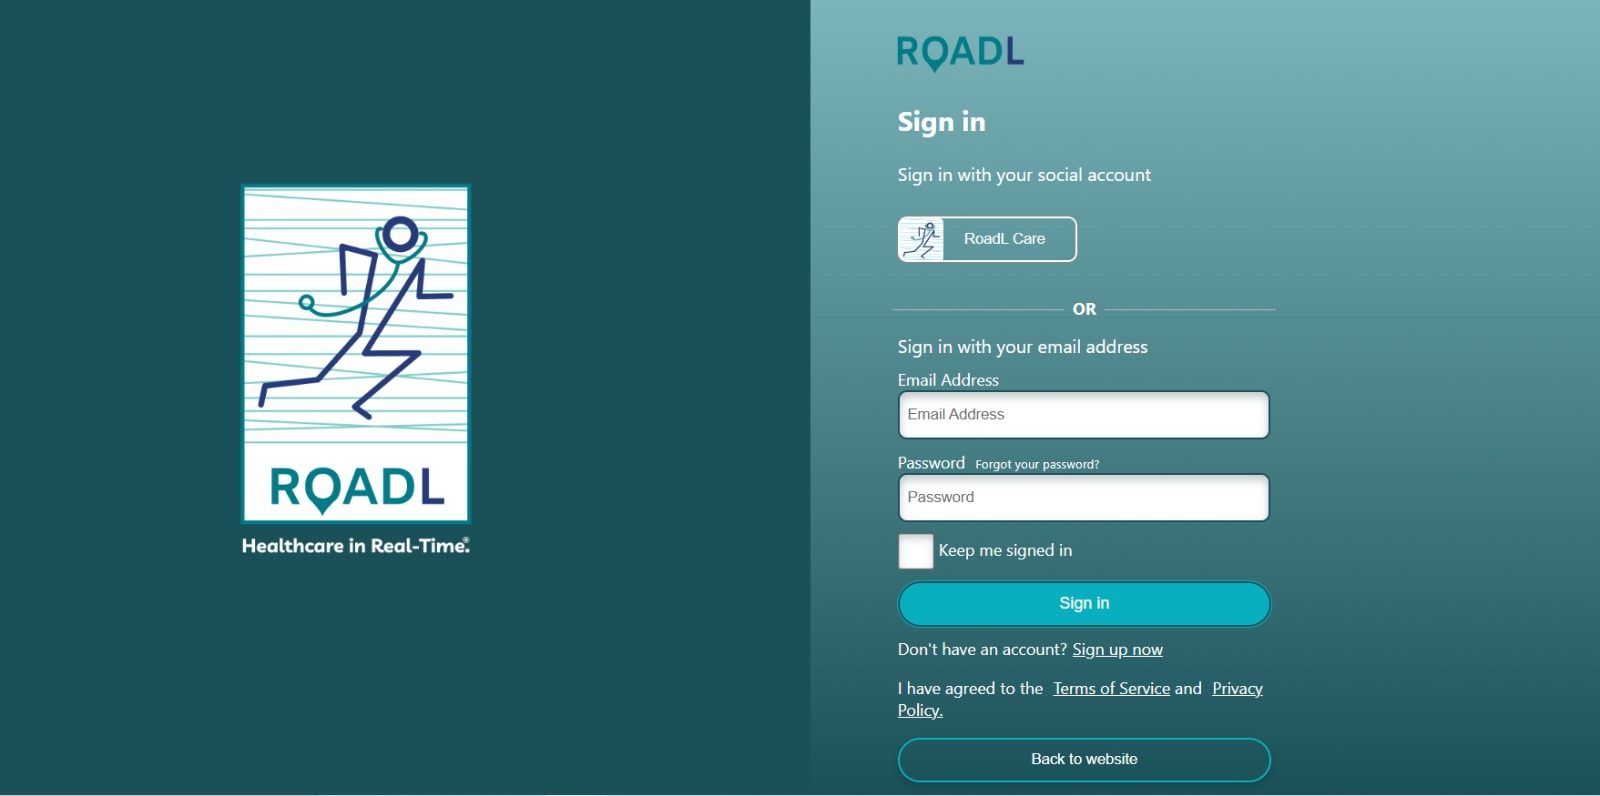 ROADL
Healthcare in Real-Time.®
ROADL
Sign in
Sign in with your social account
RoadL Care
OR
Sign in with your email address
Email Address
Email Address
Password Forgot your password?
Password
Keep me signed in
Sign in
Don't have an account? Sign up now
I have agreed to the Terms of Service and Privacy
Policy.
Back to website